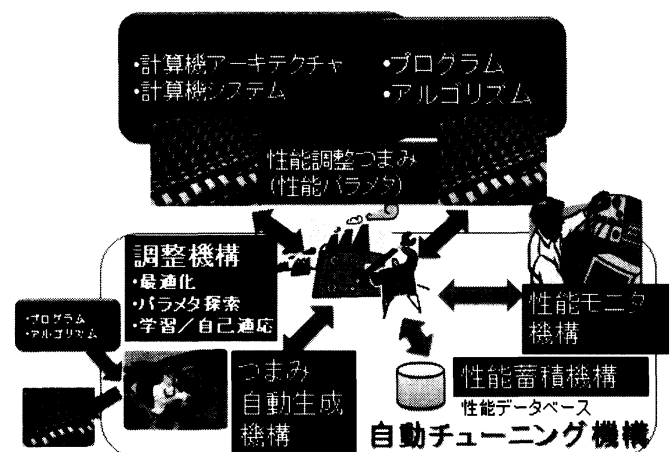 ・計算機アーキテクチャ
・計算機システム
・プログラム
・アルゴリズム
性能調整つまみ
(性能パラメタ)
調整機構
・最適化
・パラメタ探索
・学習/自己適応
・プログラム
・アルゴリズム
つまみ
自動生成
機構
性能モニタ
機構
性能蓄積機構
性能データベース
自動チューニング機構